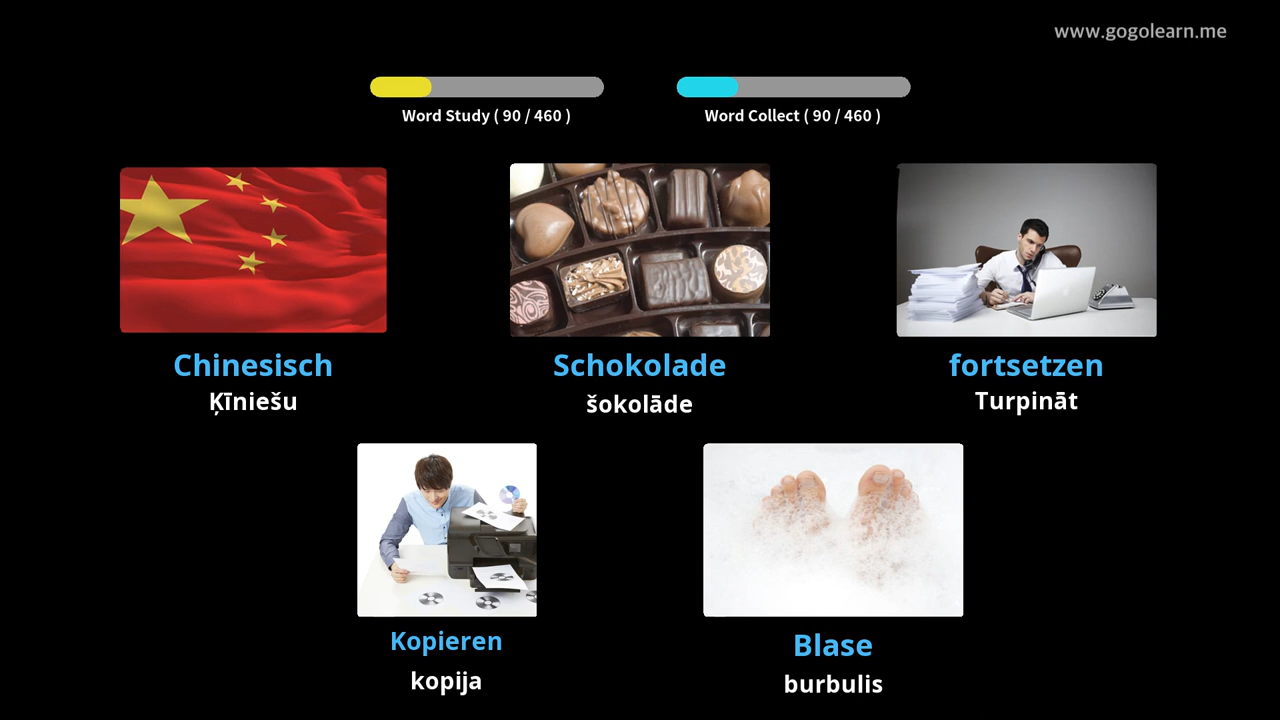 www.gogolearn.me
Word Study ( 90 / 460 )
Word Collect ( 90 / 460 )
Chinesisch
Ķīniešu
Schokolade
šokolāde
fortsetzen
Turpināt
Kopieren
kopija
Blase
burbulis